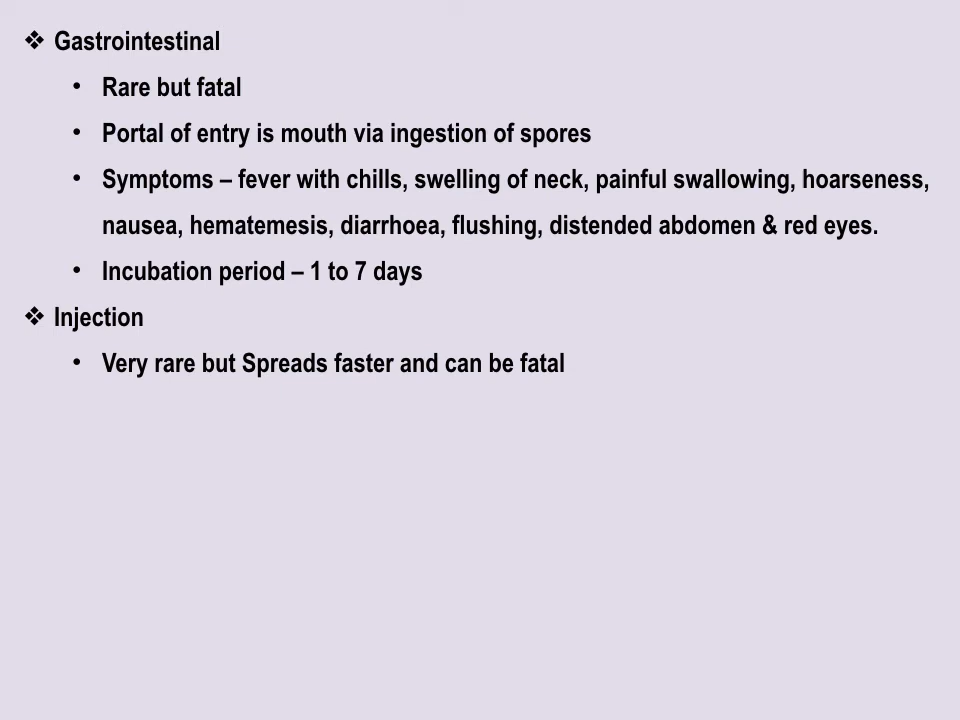 ❖ Gastrointestinal
• Rare but fatal
• Portal of entry is mouth via ingestion of spores
• Symptoms – fever with chills, swelling of neck, painful swallowing, hoarseness,
nausea, hematemesis, diarrhoea, flushing, distended abdomen & red eyes.
• Incubation period – 1 to 7 days
❖ Injection
• Very rare but Spreads faster and can be fatal